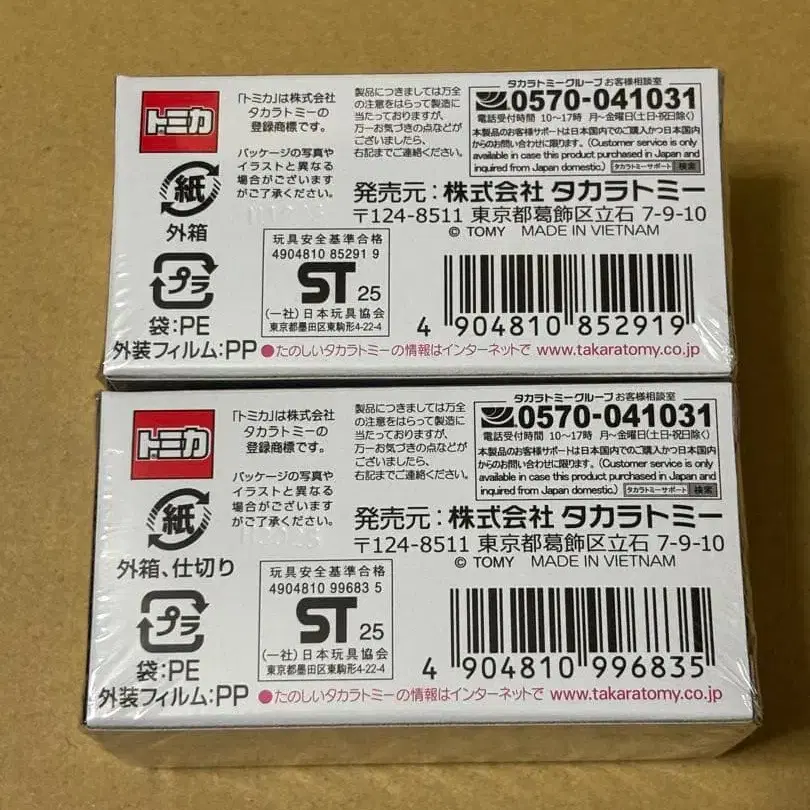 トミカ
「トミカ」は株式会社
タカラトミーの
登録商標です。
パッケージの写真や
イラストと異なる
場合がございます
がご了承ください。
製品につきましては万全
の注意をはらって製造に
当たっておりますが、
万一お気づきの点などが
ございましたら、
右記までご連絡ください。
タカラトミーグループ お客様相談室
0570-041031
電話受付時間 10〜17時 月〜金曜日(土・日・祝日除く)
本製品のお客様サポートは日本国内でのご購入かつ日本国内
からのお問い合わせに限ります。(Customer service is only
available in case this product purchased in Japan and
inquired from Japan domestic.) タカラトミーサポート 検索
紙
外箱
プラ
袋:PE
外装フィルム:PP
発売元:株式会社 タカラトミー
〒124-8511 東京都葛飾区立石 7-9-10
© TOMY MADE IN VIETNAM
玩具安全基準合格
4904810 85291 9
ST 25
(一社)日本玩具協会
東京都墨田区東駒形4-22-4
4 904810 852919
●たのしいタカラトミーの情報はインターネットで www.takaratomy.co.jp
トミカ
「トミカ」は株式会社
タカラトミーの
登録商標です。
パッケージの写真や
イラストと異なる
場合がございます
がご了承ください。
製品につきましては万全
の注意をはらって製造に
当たっておりますが、
万一お気づきの点などが
ございましたら、
右記までご連絡ください。
タカラトミーグループ お客様相談室
0570-041031
電話受付時間 10〜17時 月〜金曜日(土・日・祝日除く)
本製品のお客様サポートは日本国内でのご購入かつ日本国内
からのお問い合わせに限ります。(Customer service is only
available in case this product purchased in Japan and
inquired from Japan domestic.) タカラトミーサポート 検索
紙
外箱、仕切り
プラ
袋:PE
外装フィルム:PP
発売元:株式会社 タカラトミー
〒124-8511 東京都葛飾区立石 7-9-10
© TOMY MADE IN VIETNAM
玩具安全基準合格
4904810 99683 5
ST 25
(一社)日本玩具協会
東京都墨田区東駒形4-22-4
4 904810 996835
●たのしいタカラトミーの情報はインターネットで www.takaratomy.co.jp